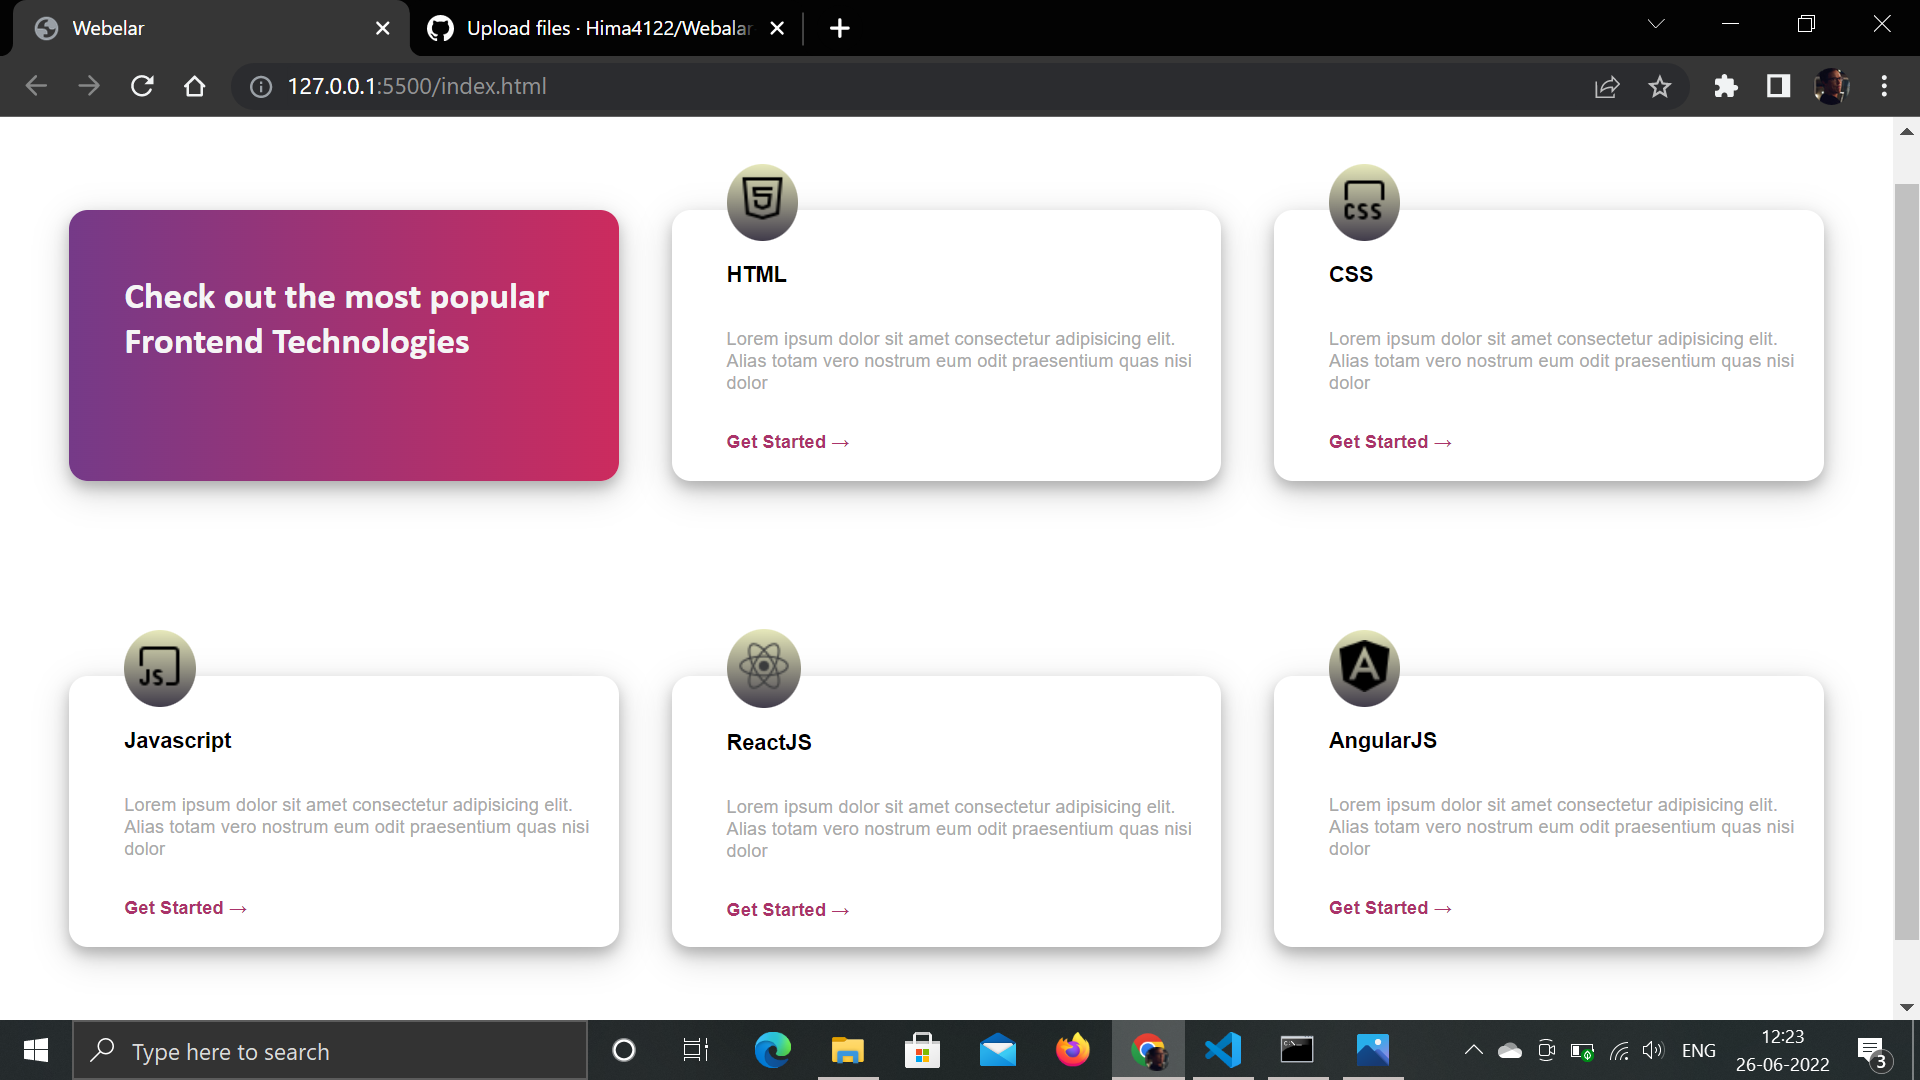 Webelar
Upload files · Hima4122/Webalar
127.0.0.1:5500/index.html
Check out the most popular
Frontend Technologies
5
HTML
Lorem ipsum dolor sit amet consectetur adipisicing elit.
Alias totam vero nostrum eum odit praesentium quas nisi
dolor
Get Started →
CSS
CSS
Lorem ipsum dolor sit amet consectetur adipisicing elit.
Alias totam vero nostrum eum odit praesentium quas nisi
dolor
Get Started →
JS
Javascript
Lorem ipsum dolor sit amet consectetur adipisicing elit.
Alias totam vero nostrum eum odit praesentium quas nisi
dolor
Get Started →
ReactJS
Lorem ipsum dolor sit amet consectetur adipisicing elit.
Alias totam vero nostrum eum odit praesentium quas nisi
dolor
Get Started →
A
AngularJS
Lorem ipsum dolor sit amet consectetur adipisicing elit.
Alias totam vero nostrum eum odit praesentium quas nisi
dolor
Get Started →
Type here to search
ENG
12:23
26-06-2022
3